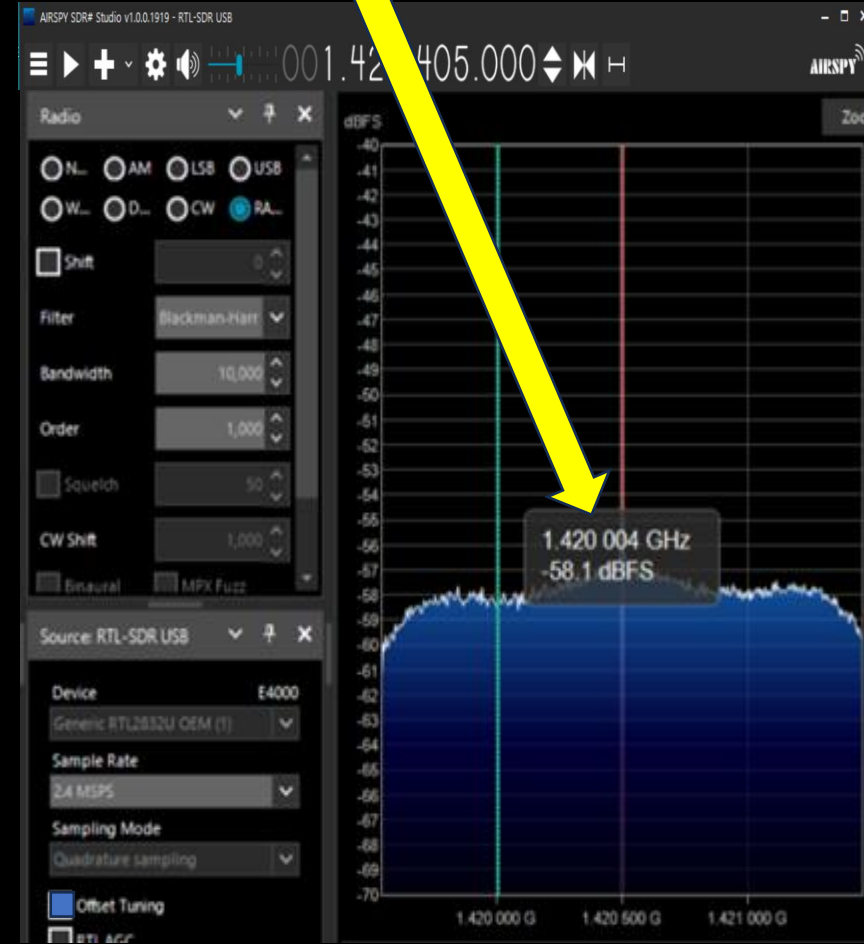 AIRSPY SDR# Studio v1.0.0.1919 - RTL-SDR USB
405.000
AIRSPY
Radio
N... AM LSB USB
W... D... CW RA...
Shift 0
Filter Blackman-Harr
Bandwidth 10,000
Order 1,000
Squelch 50
CW Shift 1,000
Binaural MPX Fuzz
Source: RTL-SDR USB
Device E4000
Generic RTL2832U OEM (1)
Sample Rate
2.4 MSPS
Sampling Mode
Quadrature sampling
Offset Tuning
RTL AGC
dBFS
Zoo
-40
-41
-42
-43
-44
-45
-46
-47
-48
-49
-50
-51
-52
-53
-54
-55
-56
-57
-58
-59
-60
-61
-62
-63
-64
-65
-66
-67
-68
-69
-70
1.420 004 GHz
-58.1 dBFS
1.420 000 G 1.420 500 G 1.421 000 G